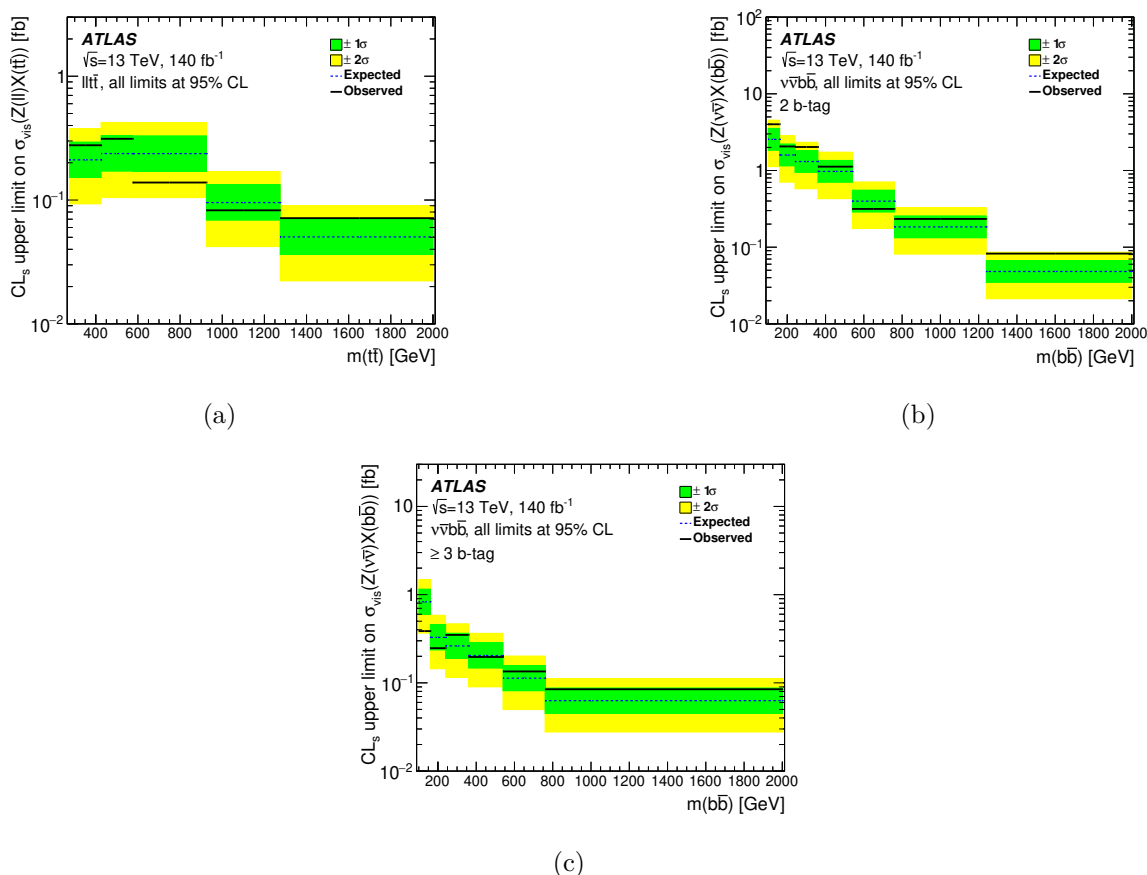 CLₛ upper limit on σ_vis(Z(ll)X(tt̄)) [fb]
ATLAS
√s=13 TeV, 140 fb⁻¹
lltt̄, all limits at 95% CL
± 1σ
± 2σ
Expected
Observed
1
10⁻¹
10⁻²
400 600 800 1000 1200 1400 1600 1800 2000
m(tt̄) [GeV]
(a)
CLₛ upper limit on σ_vis(Z(νν̄)X(bb̄)) [fb]
ATLAS
√s=13 TeV, 140 fb⁻¹
νν̄bb̄, all limits at 95% CL
2 b-tag
± 1σ
± 2σ
Expected
Observed
10²
10
1
10⁻¹
10⁻²
200 400 600 800 1000 1200 1400 1600 1800 2000
m(bb̄) [GeV]
(b)
CLₛ upper limit on σ_vis(Z(νν̄)X(bb̄)) [fb]
ATLAS
√s=13 TeV, 140 fb⁻¹
νν̄bb̄, all limits at 95% CL
≥ 3 b-tag
± 1σ
± 2σ
Expected
Observed
10
1
10⁻¹
10⁻²
200 400 600 800 1000 1200 1400 1600 1800 2000
m(bb̄) [GeV]
(c)